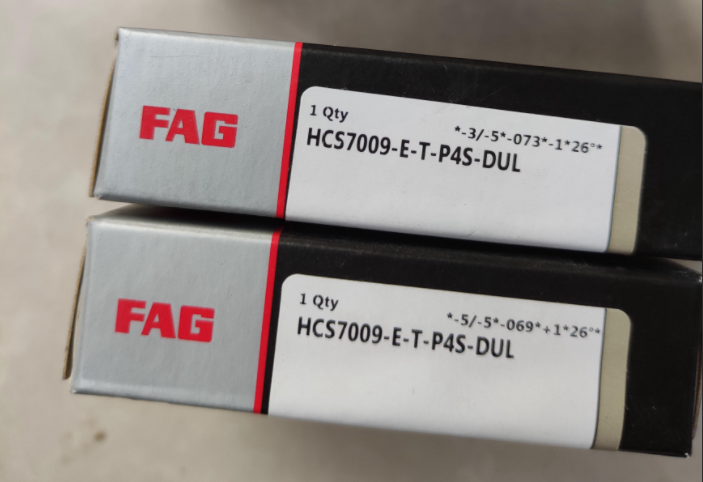 FAG
1 Qty
*-3/-5*-073*-1*26°*
HCS7009-E-T-P4S-DUL
FAG
1 Qty
*-5/-5*-069*+1*26°*
HCS7009-E-T-P4S-DUL